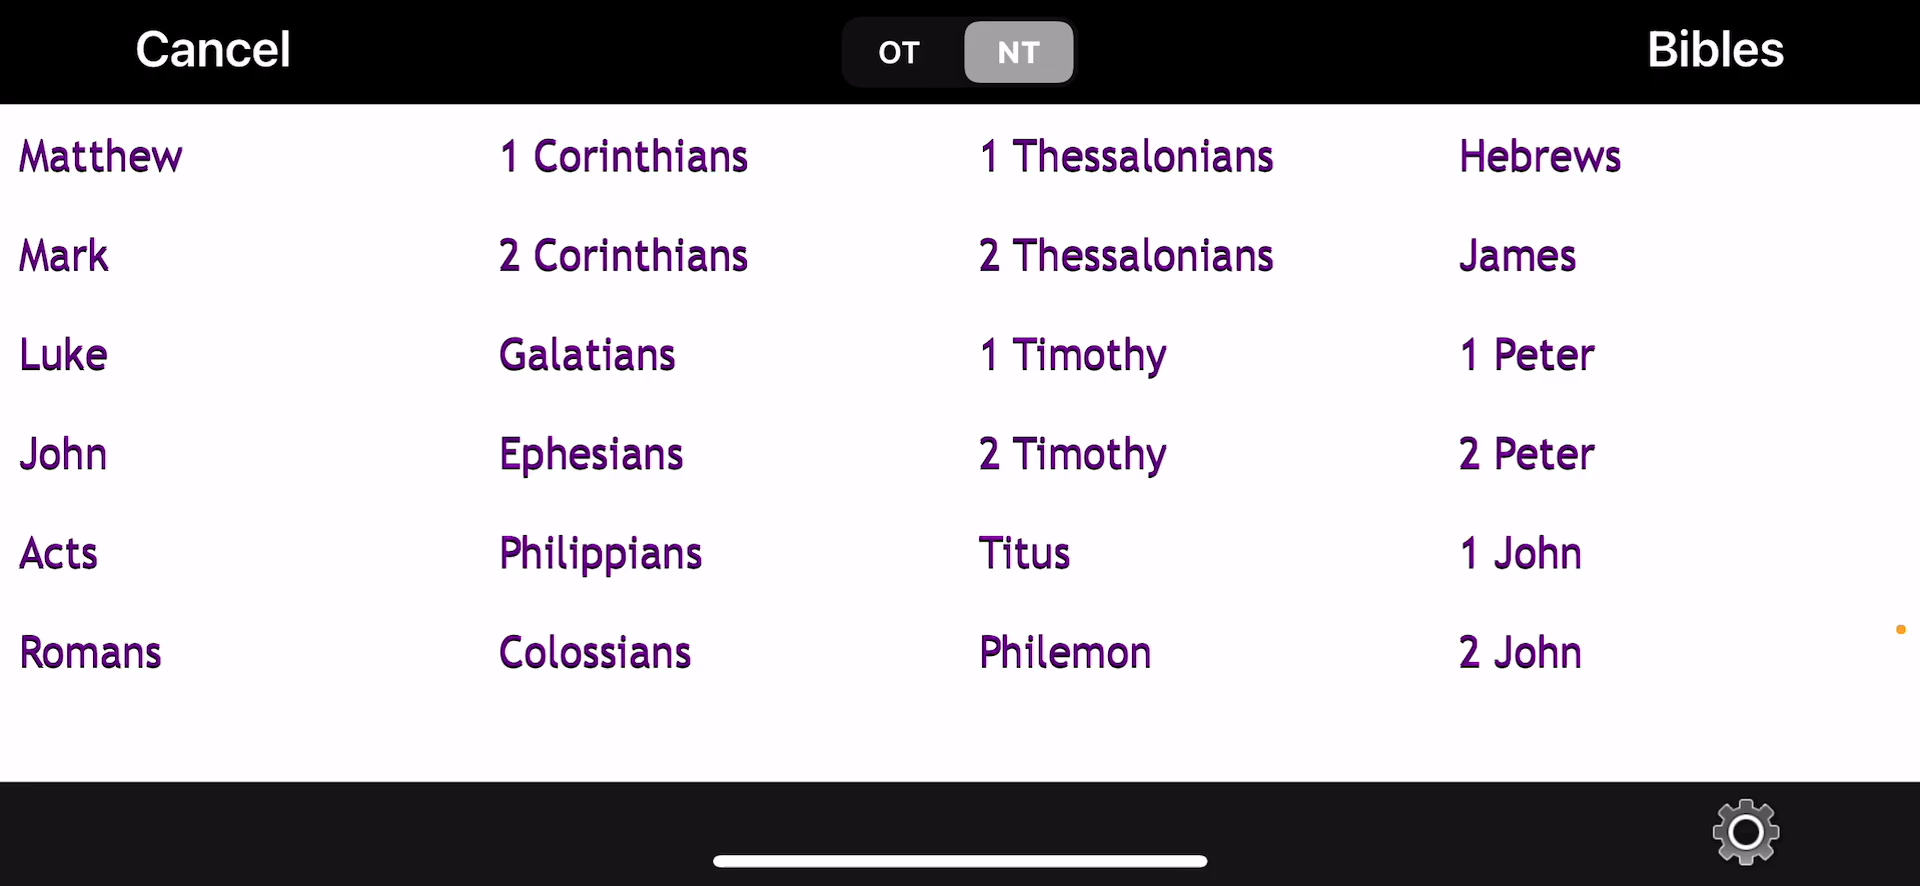 Cancel OT NT Bibles
Matthew 1 Corinthians 1 Thessalonians Hebrews
Mark 2 Corinthians 2 Thessalonians James
Luke Galatians 1 Timothy 1 Peter
John Ephesians 2 Timothy 2 Peter
Acts Philippians Titus 1 John
Romans Colossians Philemon 2 John